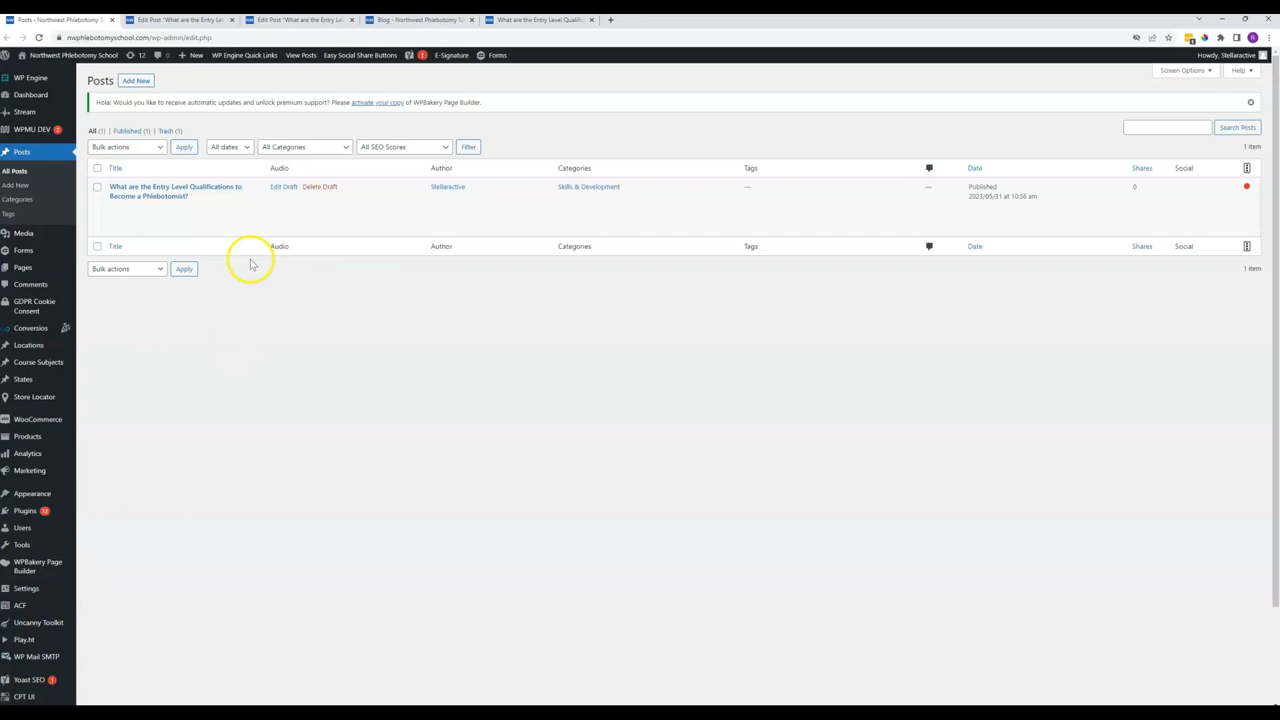 Posts ‹ Northwest Phlebotomy S
Edit Post "What are the Entry Le
Edit Post "What are the Entry Le
Blog - Northwest Phlebotomy Sc
What are the Entry Level Qualific
nwphlebotomyschool.com/wp-admin/edit.php
Northwest Phlebotomy School 12 0 New WP Engine Quick Links View Posts Easy Social Share Buttons 1 E-Signature Forms Howdy, Stellaractive
Screen Options Help
WP Engine
Dashboard
Stream
WPMU DEV 2
Posts
All Posts
Add New
Categories
Tags
Media
Forms
Pages
Comments
GDPR Cookie
Consent
Conversios
Locations
Course Subjects
States
Store Locator
WooCommerce
Products
Analytics
Marketing
Appearance
Plugins 12
Users
Tools
WPBakery Page
Builder
Settings
ACF
Uncanny Toolkit
Play.ht
WP Mail SMTP
Yoast SEO 1
CPT UI
Posts Add New
Hola! Would you like to receive automatic updates and unlock premium support? Please activate your copy of WPBakery Page Builder.
All (1) | Published (1) | Trash (1)
Search Posts
Bulk actions Apply All dates All Categories All SEO Scores Filter 1 item
Title Audio Author Categories Tags Date Shares Social
What are the Entry Level Qualifications to
Become a Phlebotomist?
Edit Draft Delete Draft Stellaractive Skills & Development — — Published
2023/05/31 at 10:56 am
0
Title Audio Author Categories Tags Date Shares Social
Bulk actions Apply 1 item